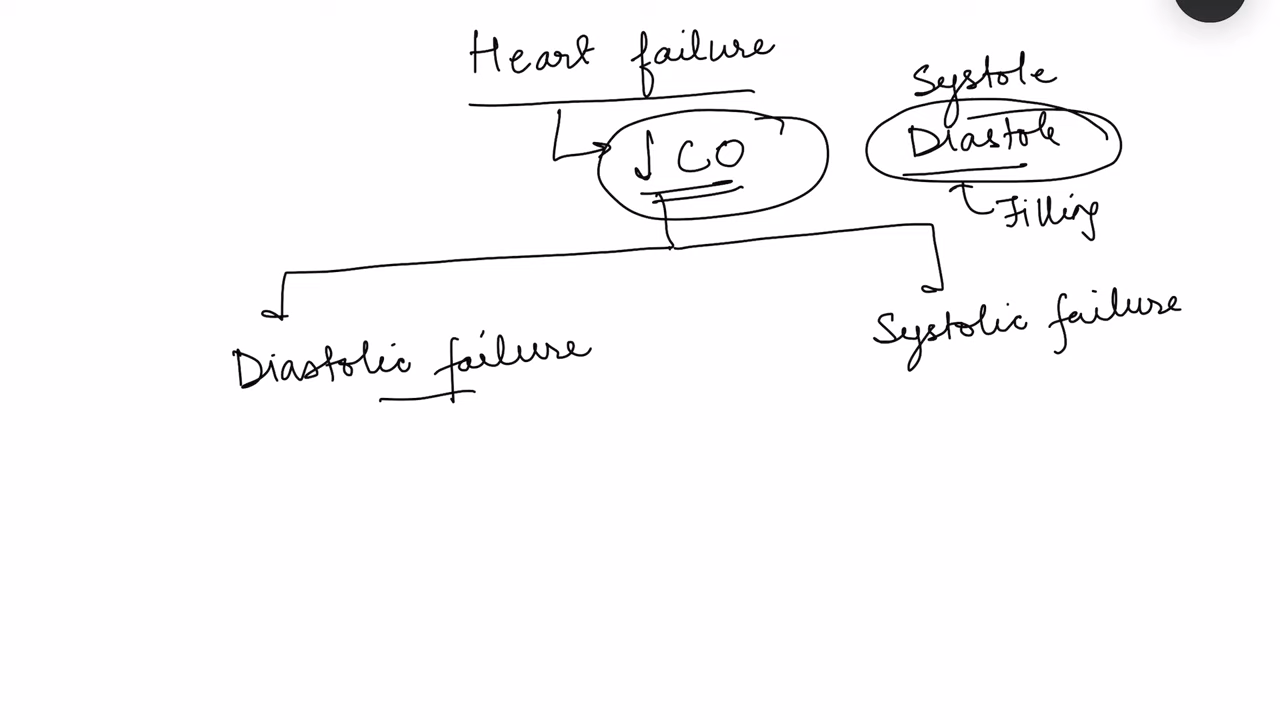 Heart failure
Systole
↓ CO
Diastole
Filling
Diastolic failure
Systolic failure